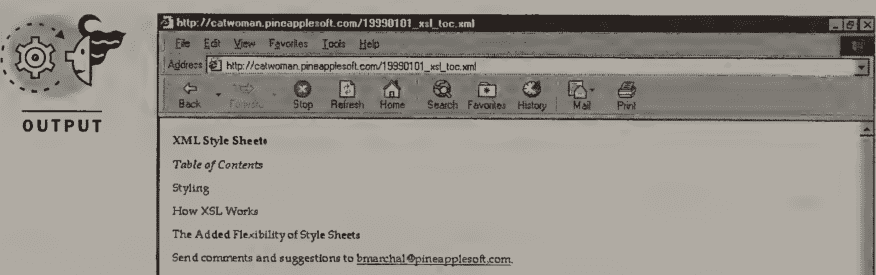 http://catwoman.pineapplesoft.com/19990101_xsl_toc.xml
File Edit View Favorites Tools Help
Address http://catwoman.pineapplesoft.com/19990101_xsl_toc.xml
Back Forward Stop Refresh Home Search Favorites History Mail Print
OUTPUT
XML Style Sheets
Table of Contents
Styling
How XSL Works
The Added Flexibility of Style Sheets
Send comments and suggestions to bmarchal@pineapplesoft.com.